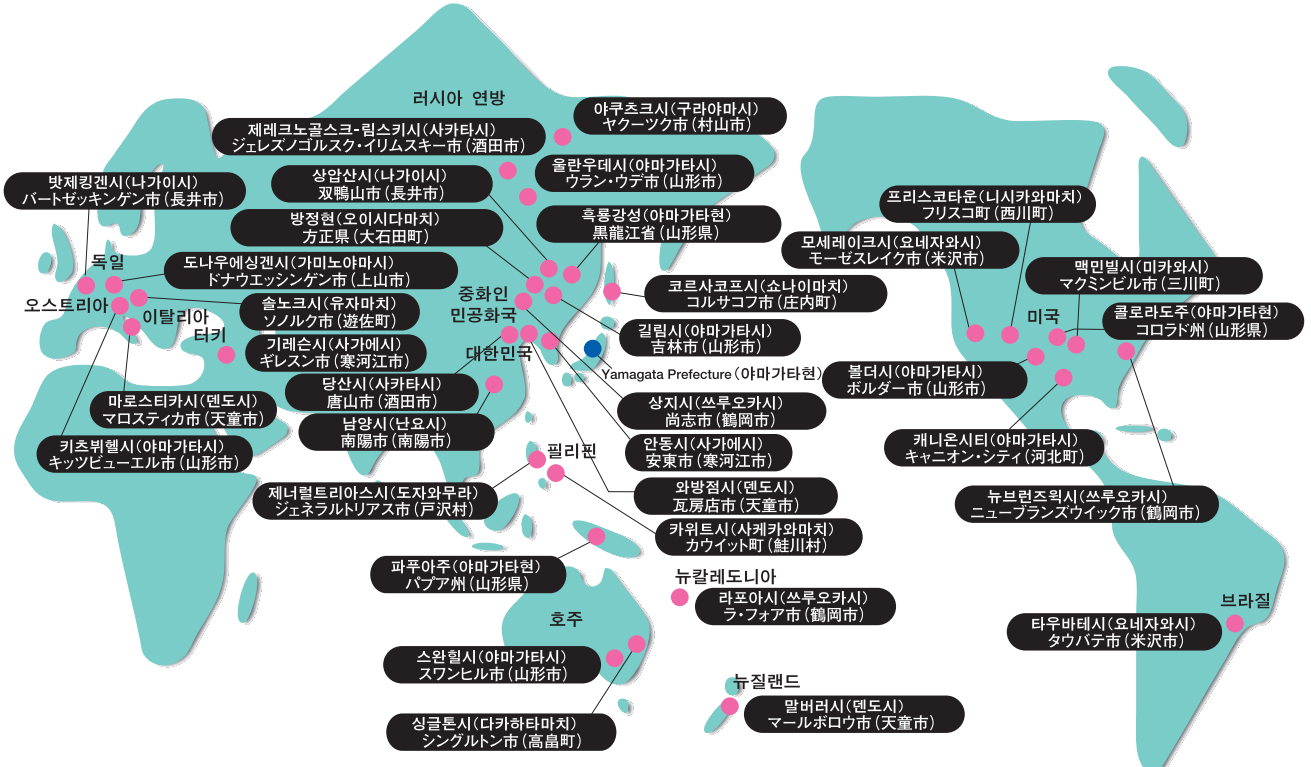 러시아 연방
야쿠츠크시(구라야마시)
ヤクーツク市(村山市)
제레크노골스크-림스키시(사카타시)
ジェレズノゴルスク・イリムスキー市(酒田市)
울란우데시(야마가타시)
ウラン・ウデ市(山形市)
상압산시(나가이시)
双鴨山市(長井市)
밧제킹겐시(나가이시)
バートゼッキンゲン市(長井市)
방정현(오이시다마치)
方正県(大石田町)
흑룡강성(야마가타현)
黒龍江省(山形県)
프리스코타운(니시카와마치)
フリスコ町(西川町)
모세레이크시(요네자와시)
モーゼスレイク市(米沢市)
독일
도나우에싱겐시(가미노야마시)
ドナウエッシンゲン市(上山市)
맥민빌시(미카와시)
マクミンビル市(三川町)
오스트리아
솔노크시(유자마치)
ソノルク市(遊佐町)
중화인
민공화국
코르사코프시(쇼나이마치)
コルサコフ市(庄内町)
이탈리아
터키
기레슨시(사가에시)
ギレスン市(寒河江市)
대한민국
길림시(야마가타시)
吉林市(山形市)
미국
콜로라도주(야마가타현)
コロラド州(山形県)
Yamagata Prefecture(야마가타현)
볼더시(야마가타시)
ボルダー市(山形市)
당산시(사카타시)
唐山市(酒田市)
마로스티카시(덴도시)
マロスティカ市(天童市)
상지시(쓰루오카시)
尚志市(鶴岡市)
남양시(난요시)
南陽市(南陽市)
키츠뷔헬시(야마가타시)
キッツビューエル市(山形市)
안동시(사가에시)
安東市(寒河江市)
캐니온시티(야마가타시)
キャニオン・シティ(河北町)
필리핀
제너럴트리아스시(도자와무라)
ジェネラルトリアス市(戸沢村)
와방점시(덴도시)
瓦房店市(天童市)
뉴브런즈윅시(쓰루오카시)
ニューブランズウイック市(鶴岡市)
카위트시(사케카와마치)
カウイット町(鮭川村)
파푸아주(야마가타현)
パプア州(山形県)
뉴칼레도니아
라포아시(쓰루오카시)
ラ・フォア市(鶴岡市)
호주
브라질
타우바테시(요네자와시)
タウバテ市(米沢市)
스완힐시(야마가타시)
スワンヒル市(山形市)
뉴질랜드
말버러시(덴도시)
マールボロウ市(天童市)
싱글톤시(다카하타마치)
シングルトン市(高畠町)